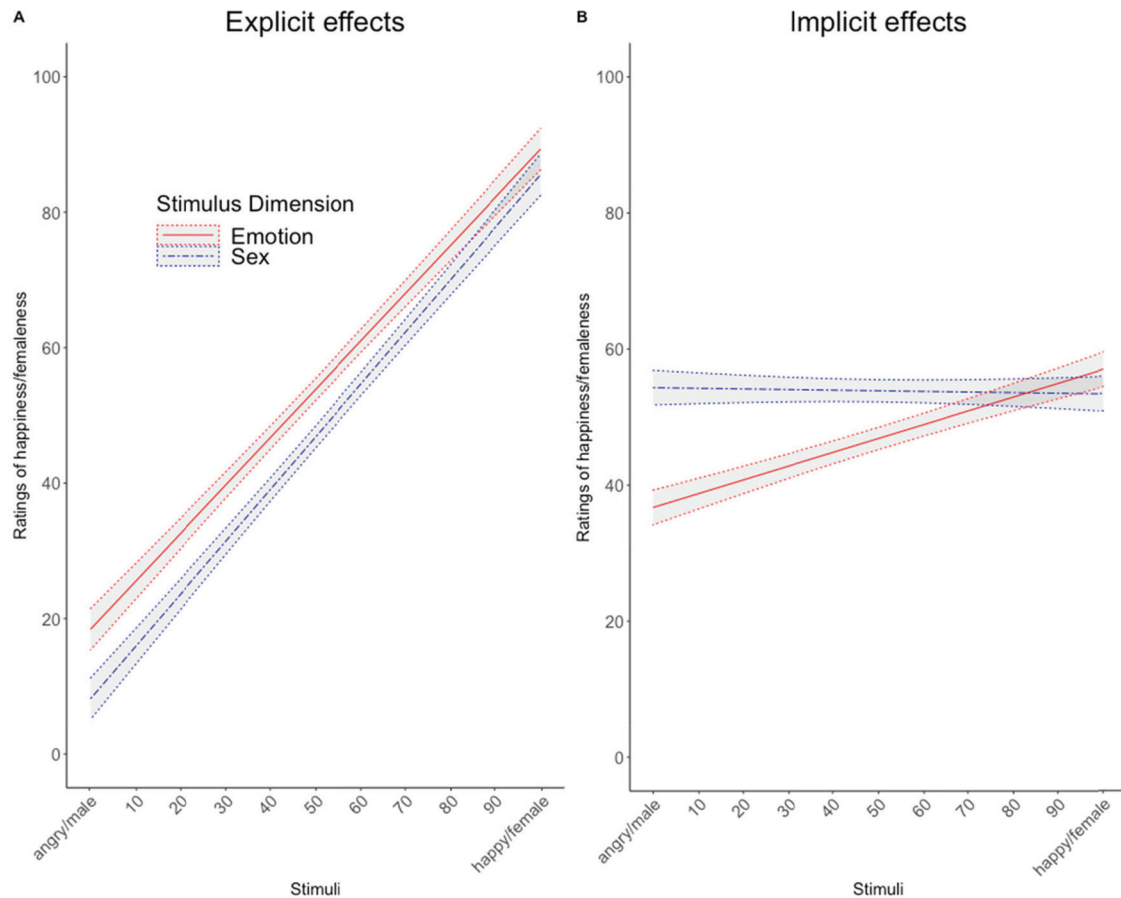 A
Explicit effects
Ratings of happiness/femaleness
100
80
60
40
20
0
Stimulus Dimension
Emotion
Sex
angry/male
10
20
30
40
50
60
70
80
90
happy/female
Stimuli
B
Implicit effects
Ratings of happiness/femaleness
100
80
60
40
20
0
angry/male
10
20
30
40
50
60
70
80
90
happy/female
Stimuli